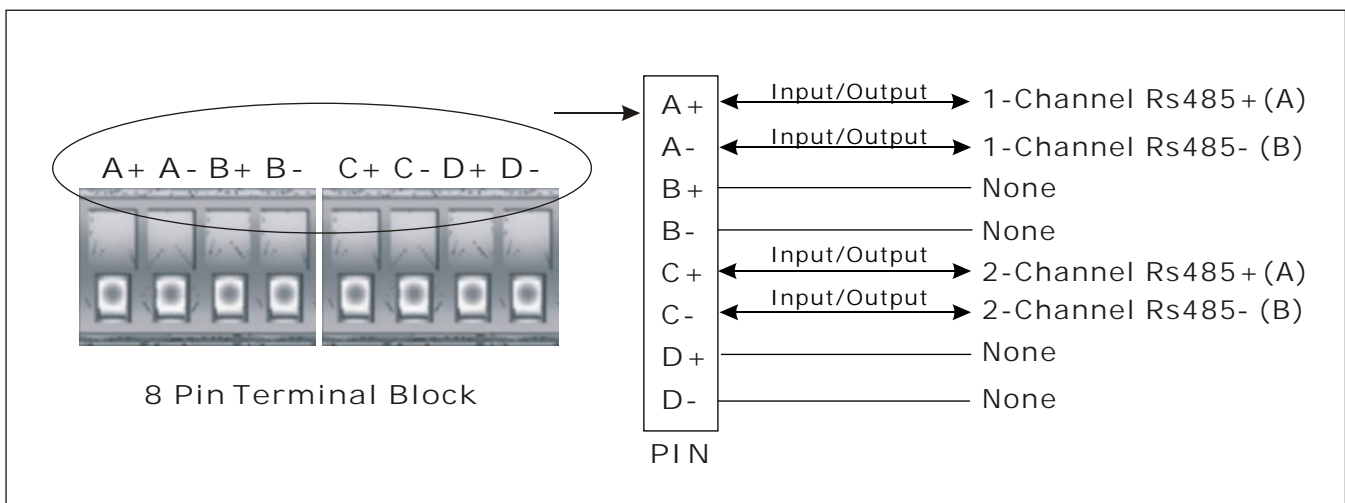 A+ A- B+ B- C+ C- D+ D-
8 Pin Terminal Block
A+ Input/Output 1-Channel Rs485+(A)
A- Input/Output 1-Channel Rs485- (B)
B+ None
B- None
C+ Input/Output 2-Channel Rs485+(A)
C- Input/Output 2-Channel Rs485- (B)
D+ None
D- None
PIN